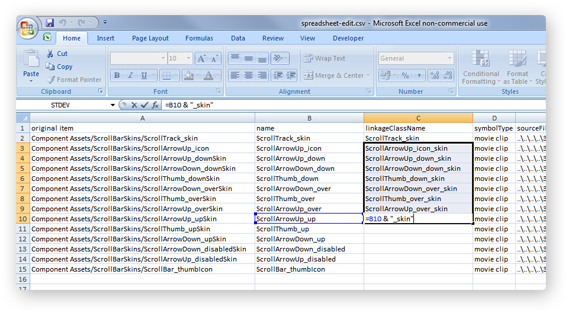 spreadsheet-edit.csv - Microsoft Excel non-commercial use
Home Insert Page Layout Formulas Data Review View Developer
Paste Cut Copy Format Painter Clipboard
10 A A B I U A Font
Wrap Text Merge & Center Alignment
General $ % , Number
Conditional Formatting Format as Table Styles
STDEV fx =B10 & "_skin"
A B C D E
1 original item name linkageClassName symbolType sourceFil
2 Component Assets/ScrollBarSkins/ScrollTrack_skin ScrollTrack_skin ScrollTrack_skin movie clip
3 Component Assets/ScrollBarSkins/ScrollArrowUp_icon ScrollArrowUp_icon ScrollArrowUp_icon_skin movie clip
4 Component Assets/ScrollBarSkins/ScrollArrowUp_downSkin ScrollArrowUp_down ScrollArrowUp_down_skin movie clip
5 Component Assets/ScrollBarSkins/ScrollArrowDown_downSkin ScrollArrowDown_down ScrollArrowDown_down_skin movie clip
6 Component Assets/ScrollBarSkins/ScrollThumb_downSkin ScrollThumb_down ScrollThumb_down_skin movie clip
7 Component Assets/ScrollBarSkins/ScrollArrowDown_overSkin ScrollArrowDown_over ScrollArrowDown_over_skin movie clip
8 Component Assets/ScrollBarSkins/ScrollThumb_overSkin ScrollThumb_over ScrollThumb_over_skin movie clip
9 Component Assets/ScrollBarSkins/ScrollArrowUp_overSkin ScrollArrowUp_over ScrollArrowUp_over_skin movie clip
10 Component Assets/ScrollBarSkins/ScrollArrowUp_upSkin ScrollArrowUp_up =B10 & "_skin" movie clip
11 Component Assets/ScrollBarSkins/ScrollThumb_upSkin ScrollThumb_up movie clip
12 Component Assets/ScrollBarSkins/ScrollArrowDown_upSkin ScrollArrowDown_up movie clip
13 Component Assets/ScrollBarSkins/ScrollArrowDown_disabledSkin ScrollArrowDown_disabled movie clip
14 Component Assets/ScrollBarSkins/ScrollArrowUp_disabledSkin ScrollArrowUp_disabled movie clip
15 Component Assets/ScrollBarSkins/ScrollBar_thumbIcon ScrollBar_thumbIcon movie clip
16
17